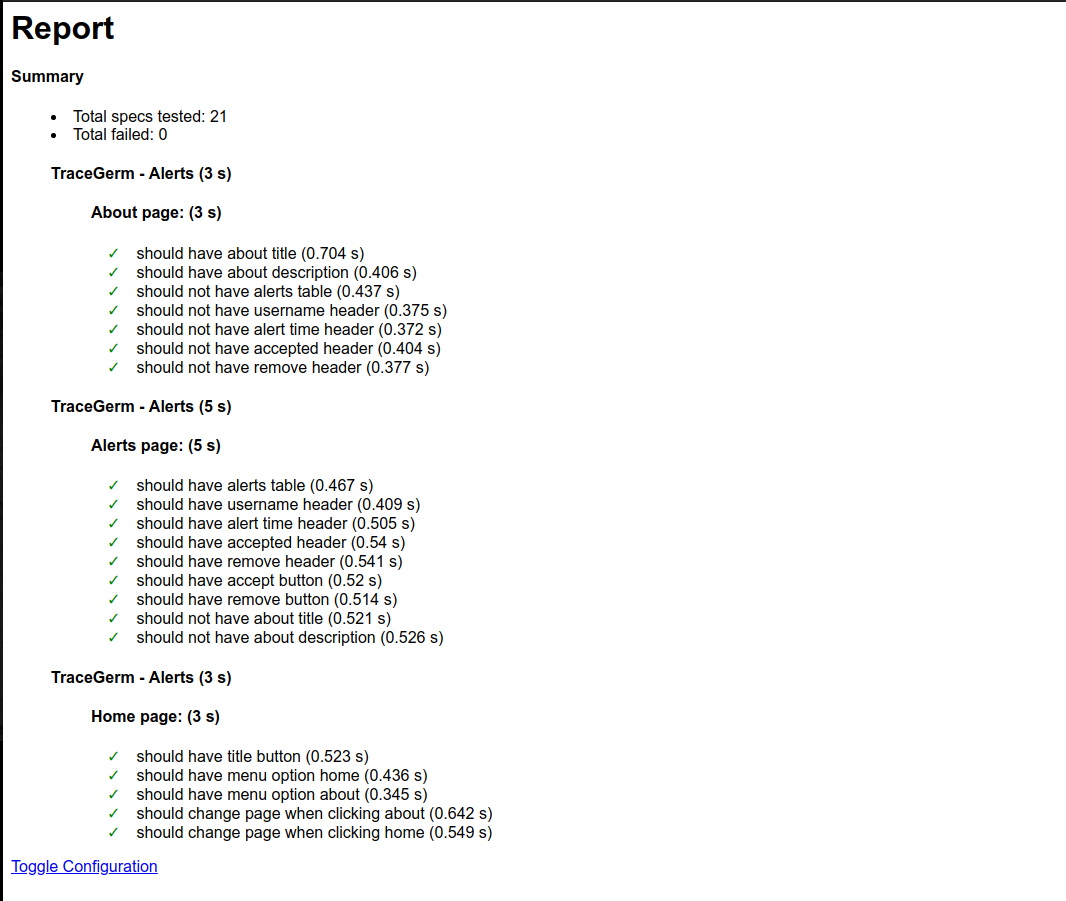 Report
Summary
Total specs tested: 21
Total failed: 0
TraceGerm - Alerts (3 s)
About page: (3 s)
✓ should have about title (0.704 s)
✓ should have about description (0.406 s)
✓ should not have alerts table (0.437 s)
✓ should not have username header (0.375 s)
✓ should not have alert time header (0.372 s)
✓ should not have accepted header (0.404 s)
✓ should not have remove header (0.377 s)
TraceGerm - Alerts (5 s)
Alerts page: (5 s)
✓ should have alerts table (0.467 s)
✓ should have username header (0.409 s)
✓ should have alert time header (0.505 s)
✓ should have accepted header (0.54 s)
✓ should have remove header (0.541 s)
✓ should have accept button (0.52 s)
✓ should have remove button (0.514 s)
✓ should not have about title (0.521 s)
✓ should not have about description (0.526 s)
TraceGerm - Alerts (3 s)
Home page: (3 s)
✓ should have title button (0.523 s)
✓ should have menu option home (0.436 s)
✓ should have menu option about (0.345 s)
✓ should change page when clicking about (0.642 s)
✓ should change page when clicking home (0.549 s)
Toggle Configuration